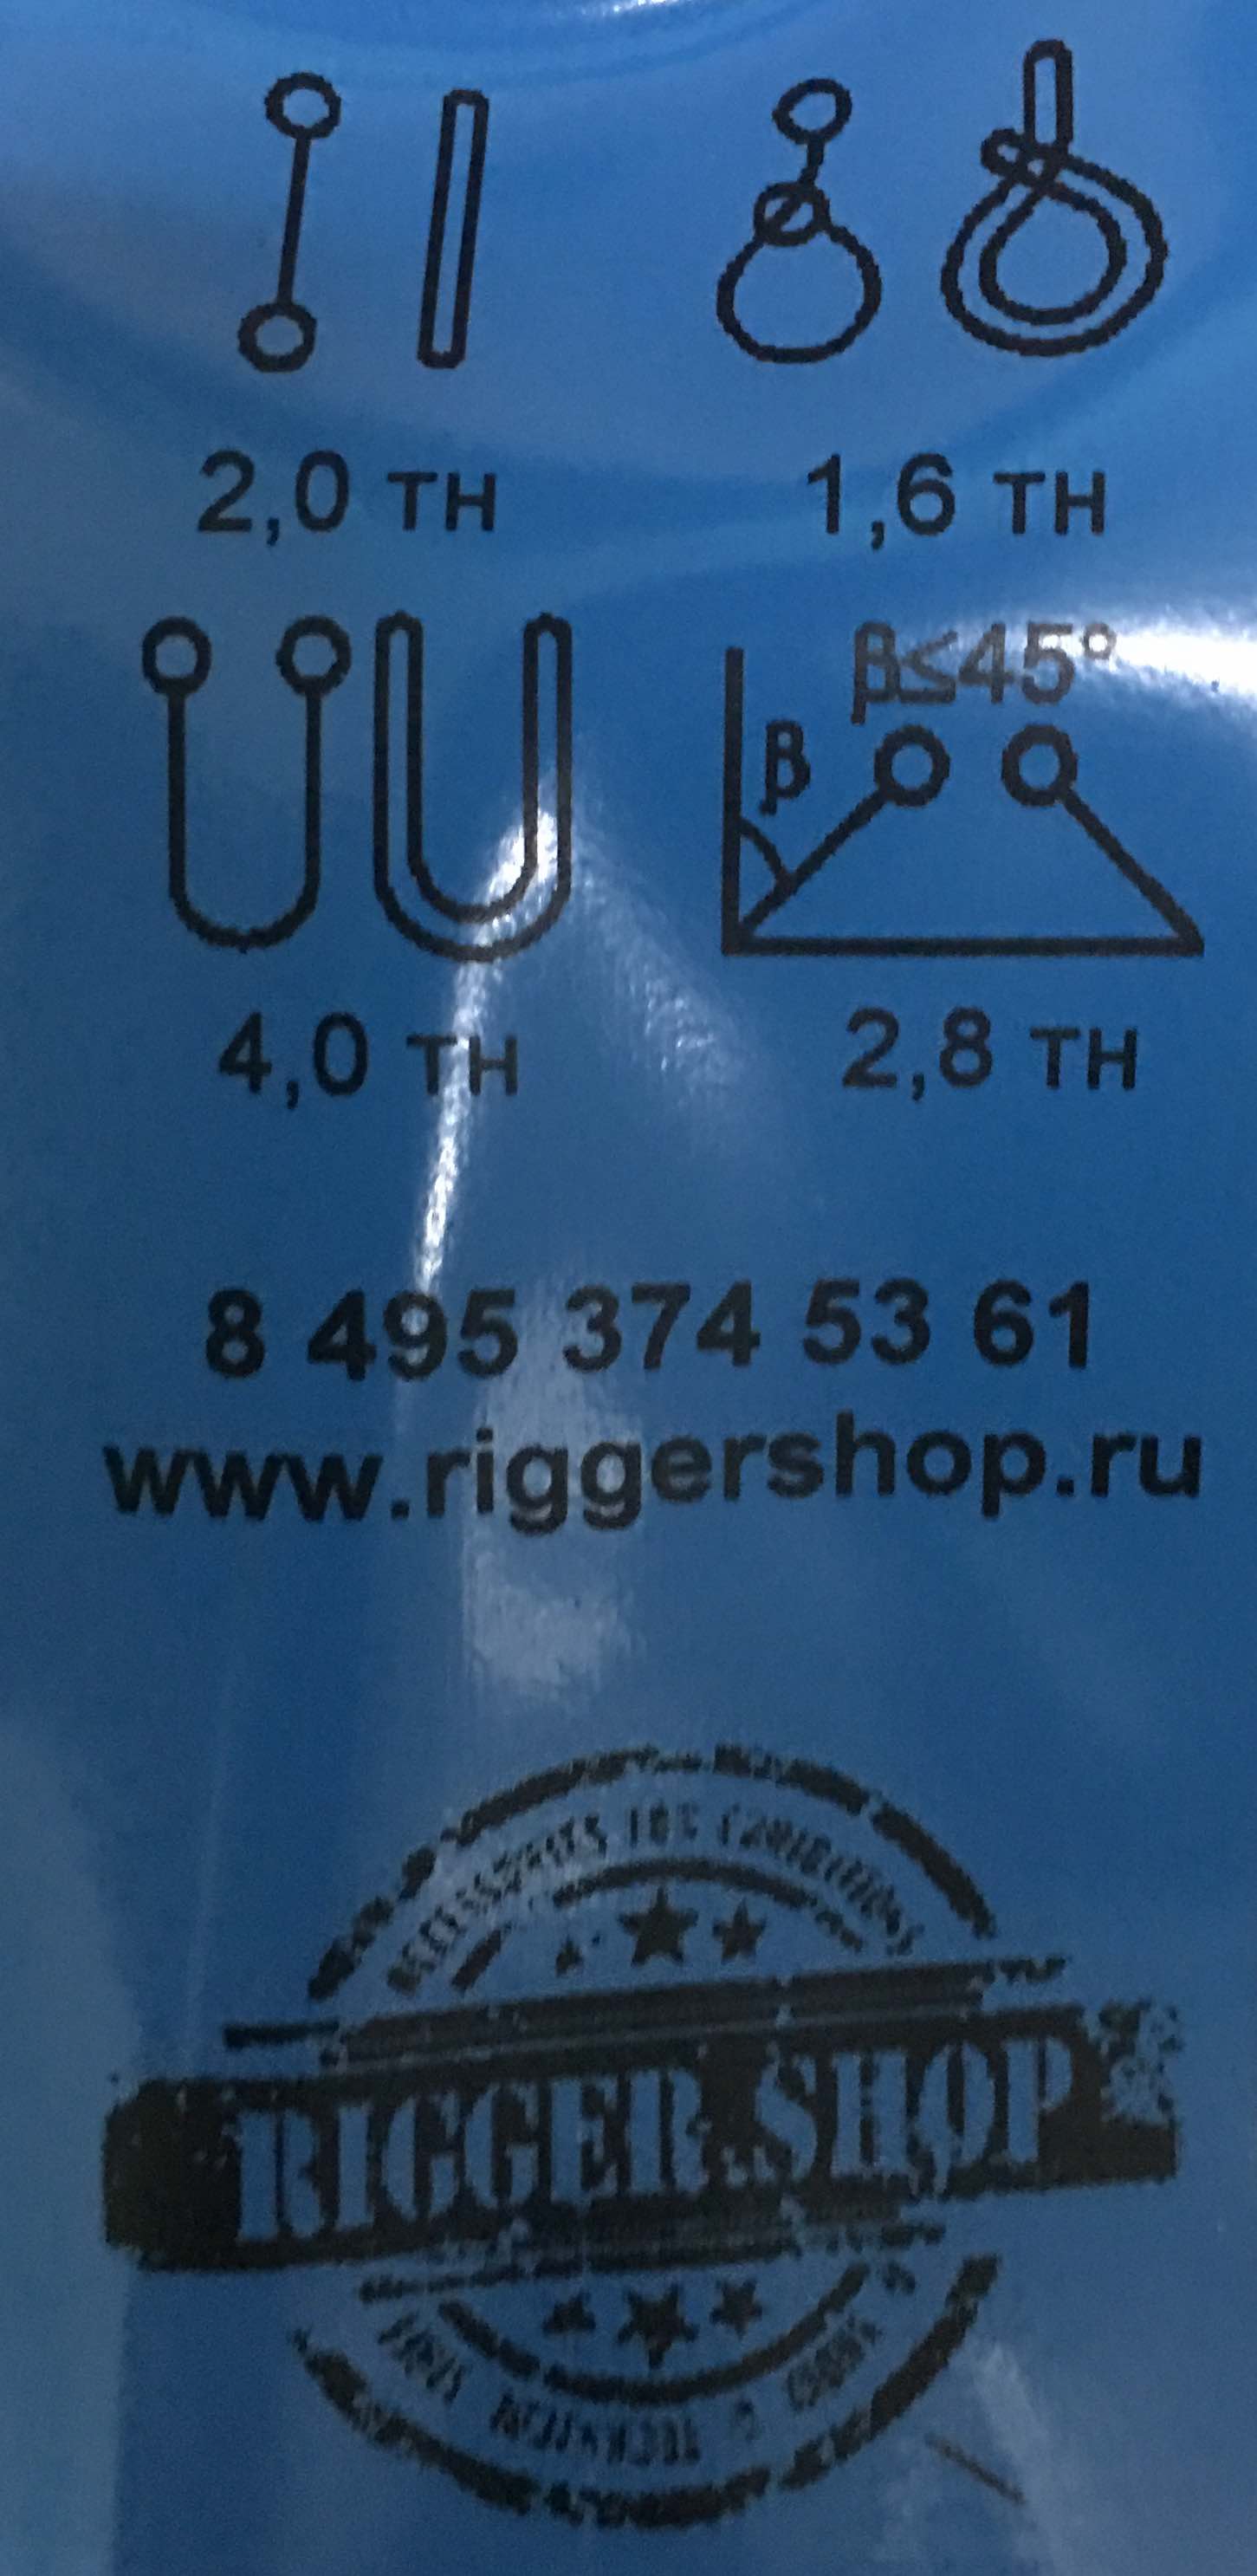 2,0 тн 1,6 тн
β≤45°
β
4,0 тн 2,8 тн
8 495 374 53 61
www.riggershop.ru
RIGGER SHOP